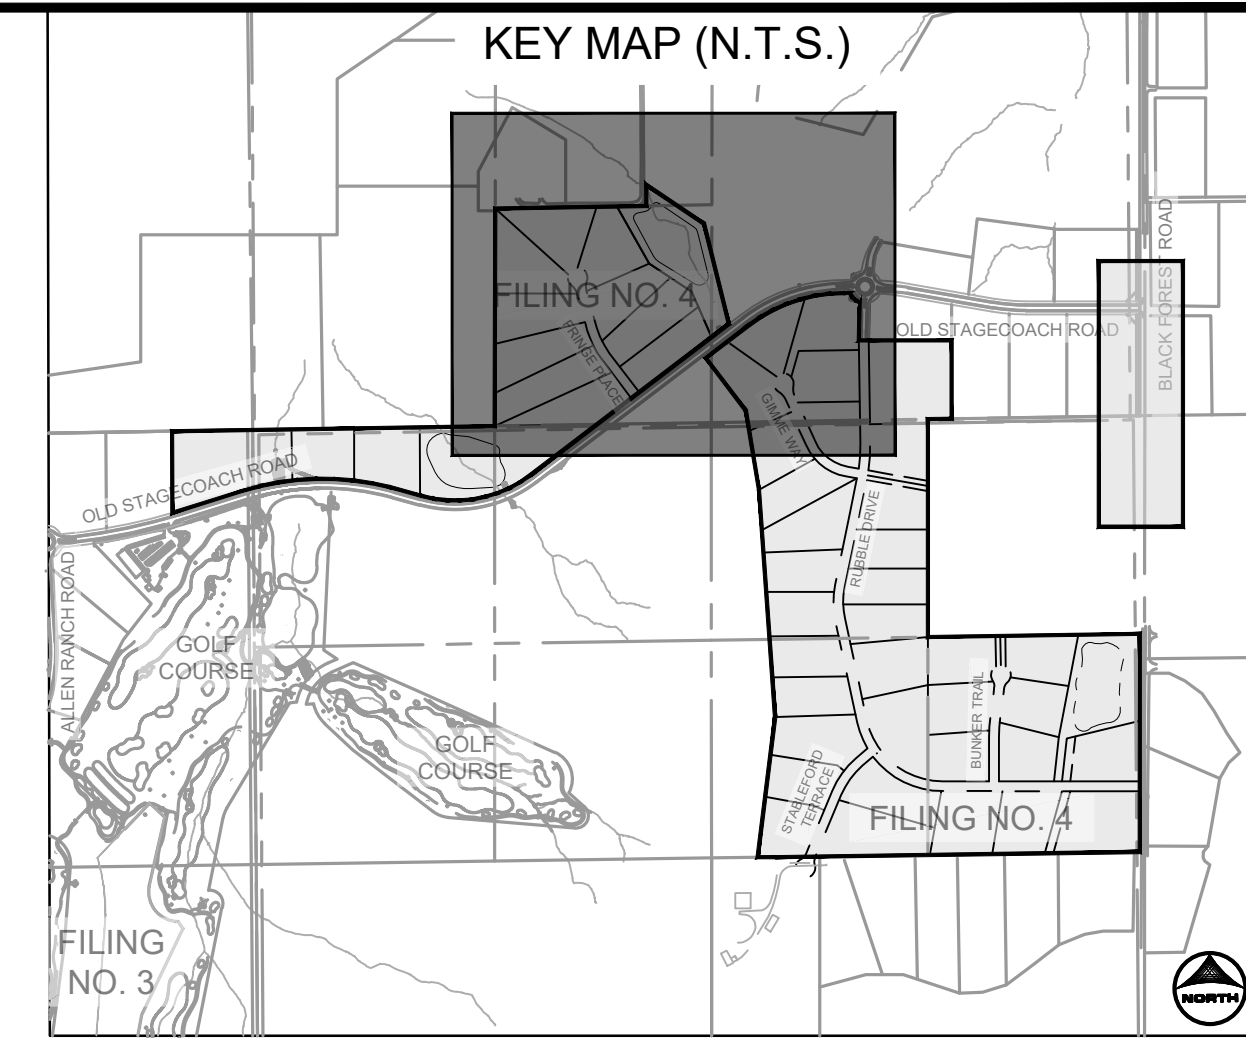 KEY MAP (N.T.S.)
BLACK FOREST ROAD
FILING NO. 4
OLD STAGECOACH ROAD
FRINGE PLACE
GIMME WAY
OLD STAGECOACH ROAD
RUBBLE DRIVE
ALLEN RANCH ROAD
GOLF
COURSE
GOLF
COURSE
BUNKER TRAIL
STABLEFORD
TERRACE
FILING NO. 4
FILING
NO. 3
NORTH